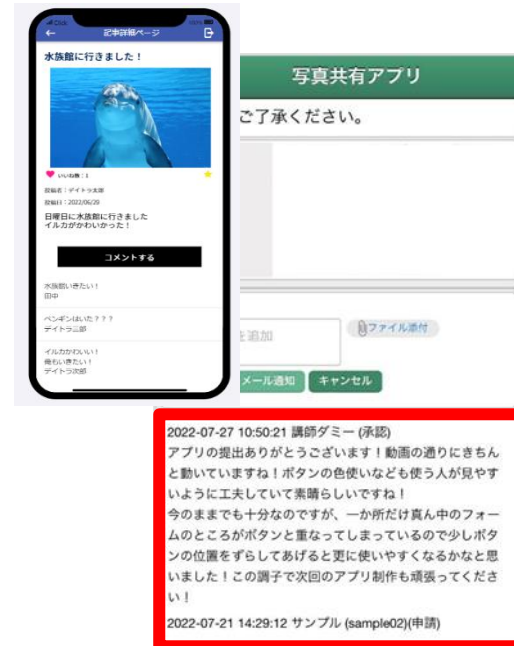 記事詳細ページ
水族館に行きました！
いいね数：1
投稿者：デイトラ太郎
投稿日：2022/06/20
日曜日に水族館に行きました
イルカがかわいかった！
コメントする
水族館いきたい！
田中
ペンギンはいた？？？
デイトラ三郎
イルカかわいい！
俺もいきたい！
デイトラ次郎
写真共有アプリ
ご了承ください。
を追加
ファイル添付
メール通知
キャンセル
2022-07-27 10:50:21 講師ダミー (承認)
アプリの提出ありがとうございます！動画の通りにきちん
と動いていますね！ボタンの色使いなども使う人が見やす
いように工夫していて素晴らしいですね！
今のままでも十分なのですが、一か所だけ真ん中のフォー
ムのところがボタンと重なってしまっているので少しボタ
ンの位置をずらしてあげると更に使いやすくなるかなと思
いました！この調子で次回のアプリ制作も頑張ってくださ
い！
2022-07-21 14:29:12 サンプル (sample02)(申請)